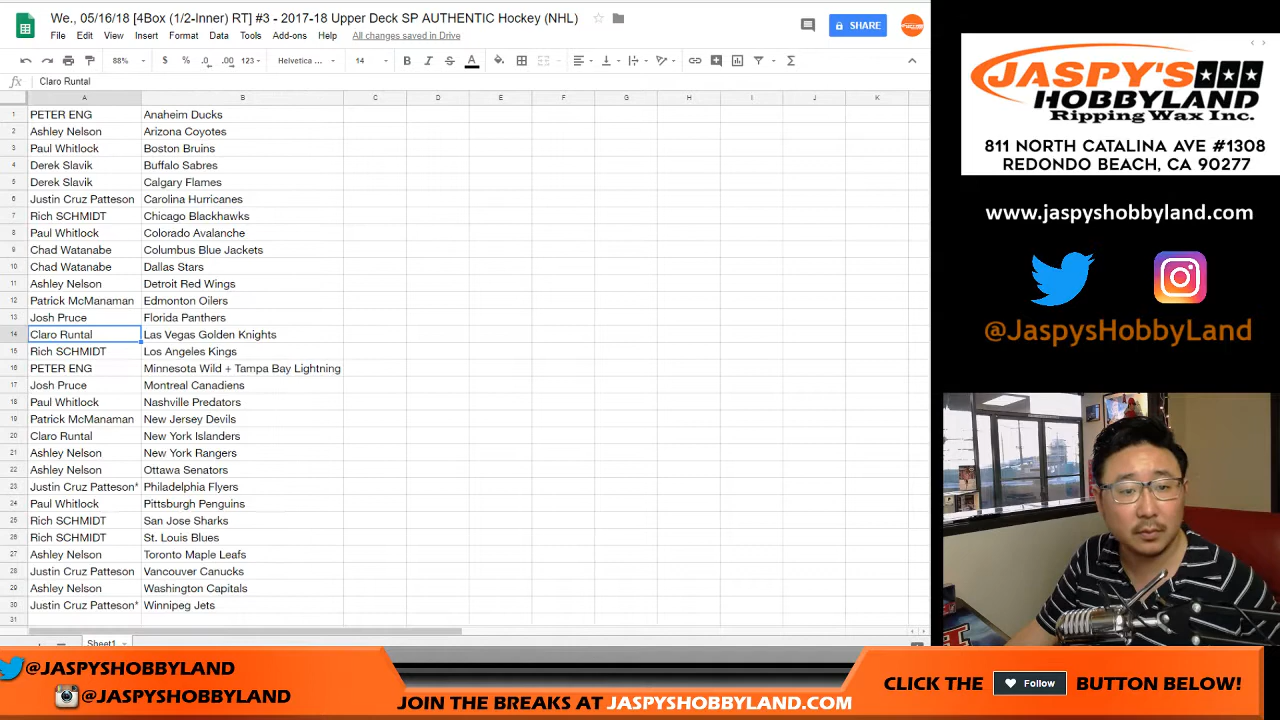 We., 05/16/18 [4Box (1/2-Inner) RT] #3 - 2017-18 Upper Deck SP AUTHENTIC Hockey (NHL)
File Edit View Insert Format Data Tools Add-ons Help All changes saved in Drive
SHARE
88% $ % .0 .00 123 Helvetica ... 14 B I S A
fx Claro Runtal
A B C D E F G H I J K
1 PETER ENG Anaheim Ducks
2 Ashley Nelson Arizona Coyotes
3 Paul Whitlock Boston Bruins
4 Derek Slavik Buffalo Sabres
5 Derek Slavik Calgary Flames
6 Justin Cruz Patteson Carolina Hurricanes
7 Rich SCHMIDT Chicago Blackhawks
8 Paul Whitlock Colorado Avalanche
9 Chad Watanabe Columbus Blue Jackets
10 Chad Watanabe Dallas Stars
11 Ashley Nelson Detroit Red Wings
12 Patrick McManaman Edmonton Oilers
13 Josh Pruce Florida Panthers
14 Claro Runtal Las Vegas Golden Knights
15 Rich SCHMIDT Los Angeles Kings
16 PETER ENG Minnesota Wild + Tampa Bay Lightning
17 Josh Pruce Montreal Canadiens
18 Paul Whitlock Nashville Predators
19 Patrick McManaman New Jersey Devils
20 Claro Runtal New York Islanders
21 Ashley Nelson New York Rangers
22 Ashley Nelson Ottawa Senators
23 Justin Cruz Patteson* Philadelphia Flyers
24 Paul Whitlock Pittsburgh Penguins
25 Rich SCHMIDT San Jose Sharks
26 Rich SCHMIDT St. Louis Blues
27 Ashley Nelson Toronto Maple Leafs
28 Justin Cruz Patteson Vancouver Canucks
29 Ashley Nelson Washington Capitals
30 Justin Cruz Patteson* Winnipeg Jets
31
Sheet1
JASPY'S
HOBBYLAND
Ripping Wax Inc.
811 NORTH CATALINA AVE #1308
REDONDO BEACH, CA 90277
www.jaspyshobbyland.com
@JaspysHobbyLand
@JASPYSHOBBYLAND
@JASPYSHOBBYLAND
JOIN THE BREAKS AT JASPYSHOBBYLAND.COM
CLICK THE Follow BUTTON BELOW!